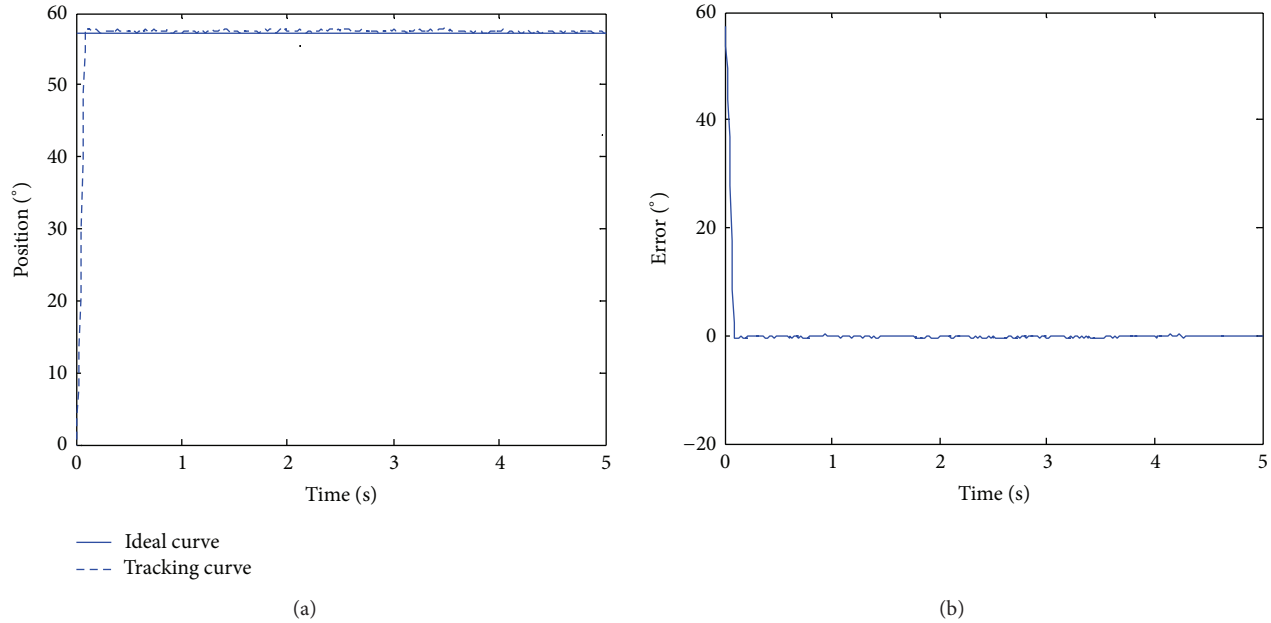 60
50
40
30
20
10
0
Position (°)
0 1 2 3 4 5
Time (s)
Ideal curve
Tracking curve
(a)
60
40
20
0
−20
Error (°)
0 1 2 3 4 5
Time (s)
(b)